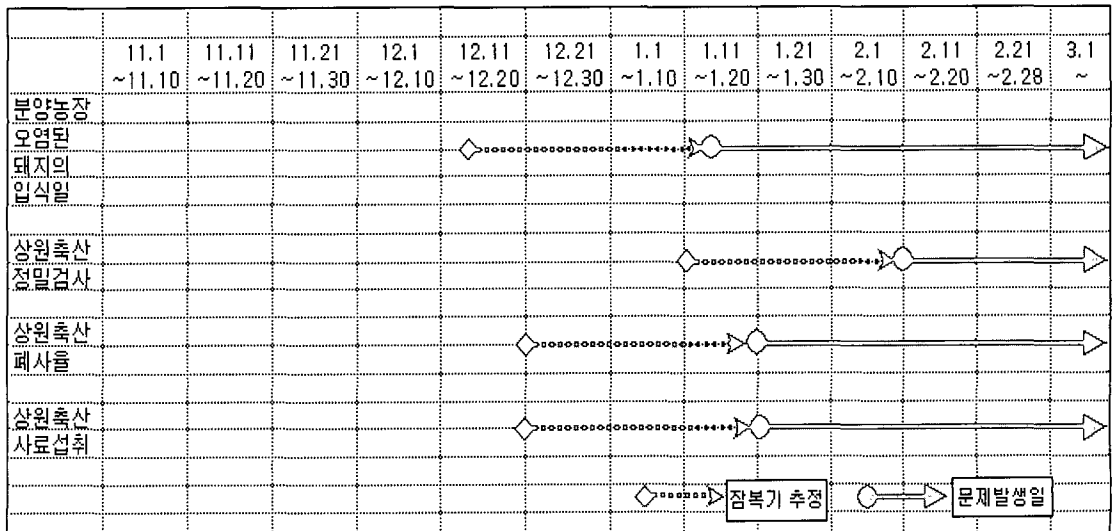 11.1 11.11 11.21 12.1 12.11 12.21 1.1 1.11 1.21 2.1 2.11 2.21 3.1
~11.10 ~11.20 ~11.30 ~12.10 ~12.20 ~12.30 ~1.10 ~1.20 ~1.30 ~2.10 ~2.20 ~2.28 ~
분양농장
오염된
돼지의
입식일
상원축산
정밀검사
상원축산
폐사율
상원축산
사료섭취
잠복기 추정 문제발생일